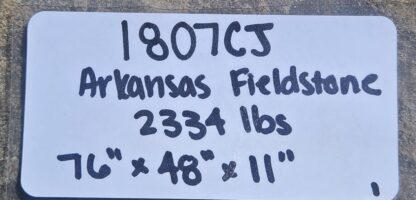 1807CJ
Arkansas Fieldstone
2334 lbs
76" x 48" x 11"